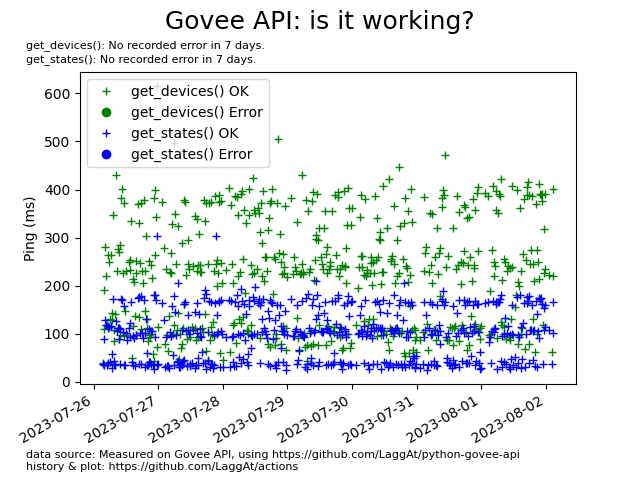 Govee API: is it working?
get_devices(): No recorded error in 7 days.
get_states(): No recorded error in 7 days.
get_devices() OK
get_devices() Error
get_states() OK
get_states() Error
Ping (ms)
600
500
400
300
200
100
0
2023-07-26
2023-07-27
2023-07-28
2023-07-29
2023-07-30
2023-07-31
2023-08-01
2023-08-02
data source: Measured on Govee API, using https://github.com/LaggAt/python-govee-api
history & plot: https://github.com/LaggAt/actions